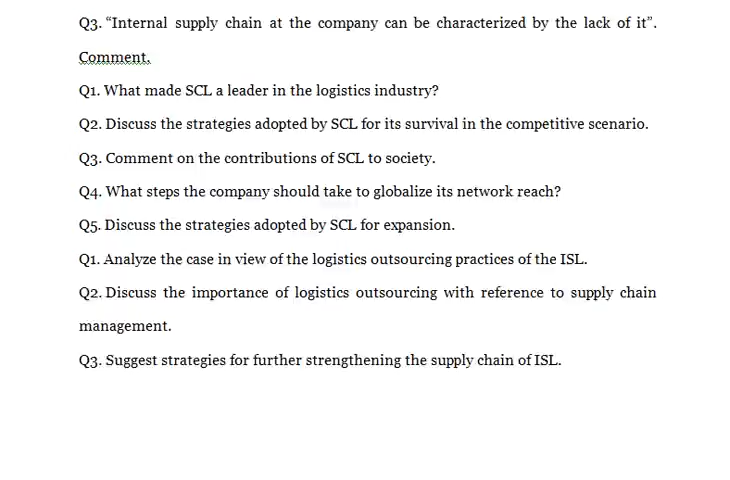 Q3. “Internal supply chain at the company can be characterized by the lack of it”.
Comment.
Q1. What made SCL a leader in the logistics industry?
Q2. Discuss the strategies adopted by SCL for its survival in the competitive scenario.
Q3. Comment on the contributions of SCL to society.
Q4. What steps the company should take to globalize its network reach?
Q5. Discuss the strategies adopted by SCL for expansion.
Q1. Analyze the case in view of the logistics outsourcing practices of the ISL.
Q2. Discuss the importance of logistics outsourcing with reference to supply chain
management.
Q3. Suggest strategies for further strengthening the supply chain of ISL.